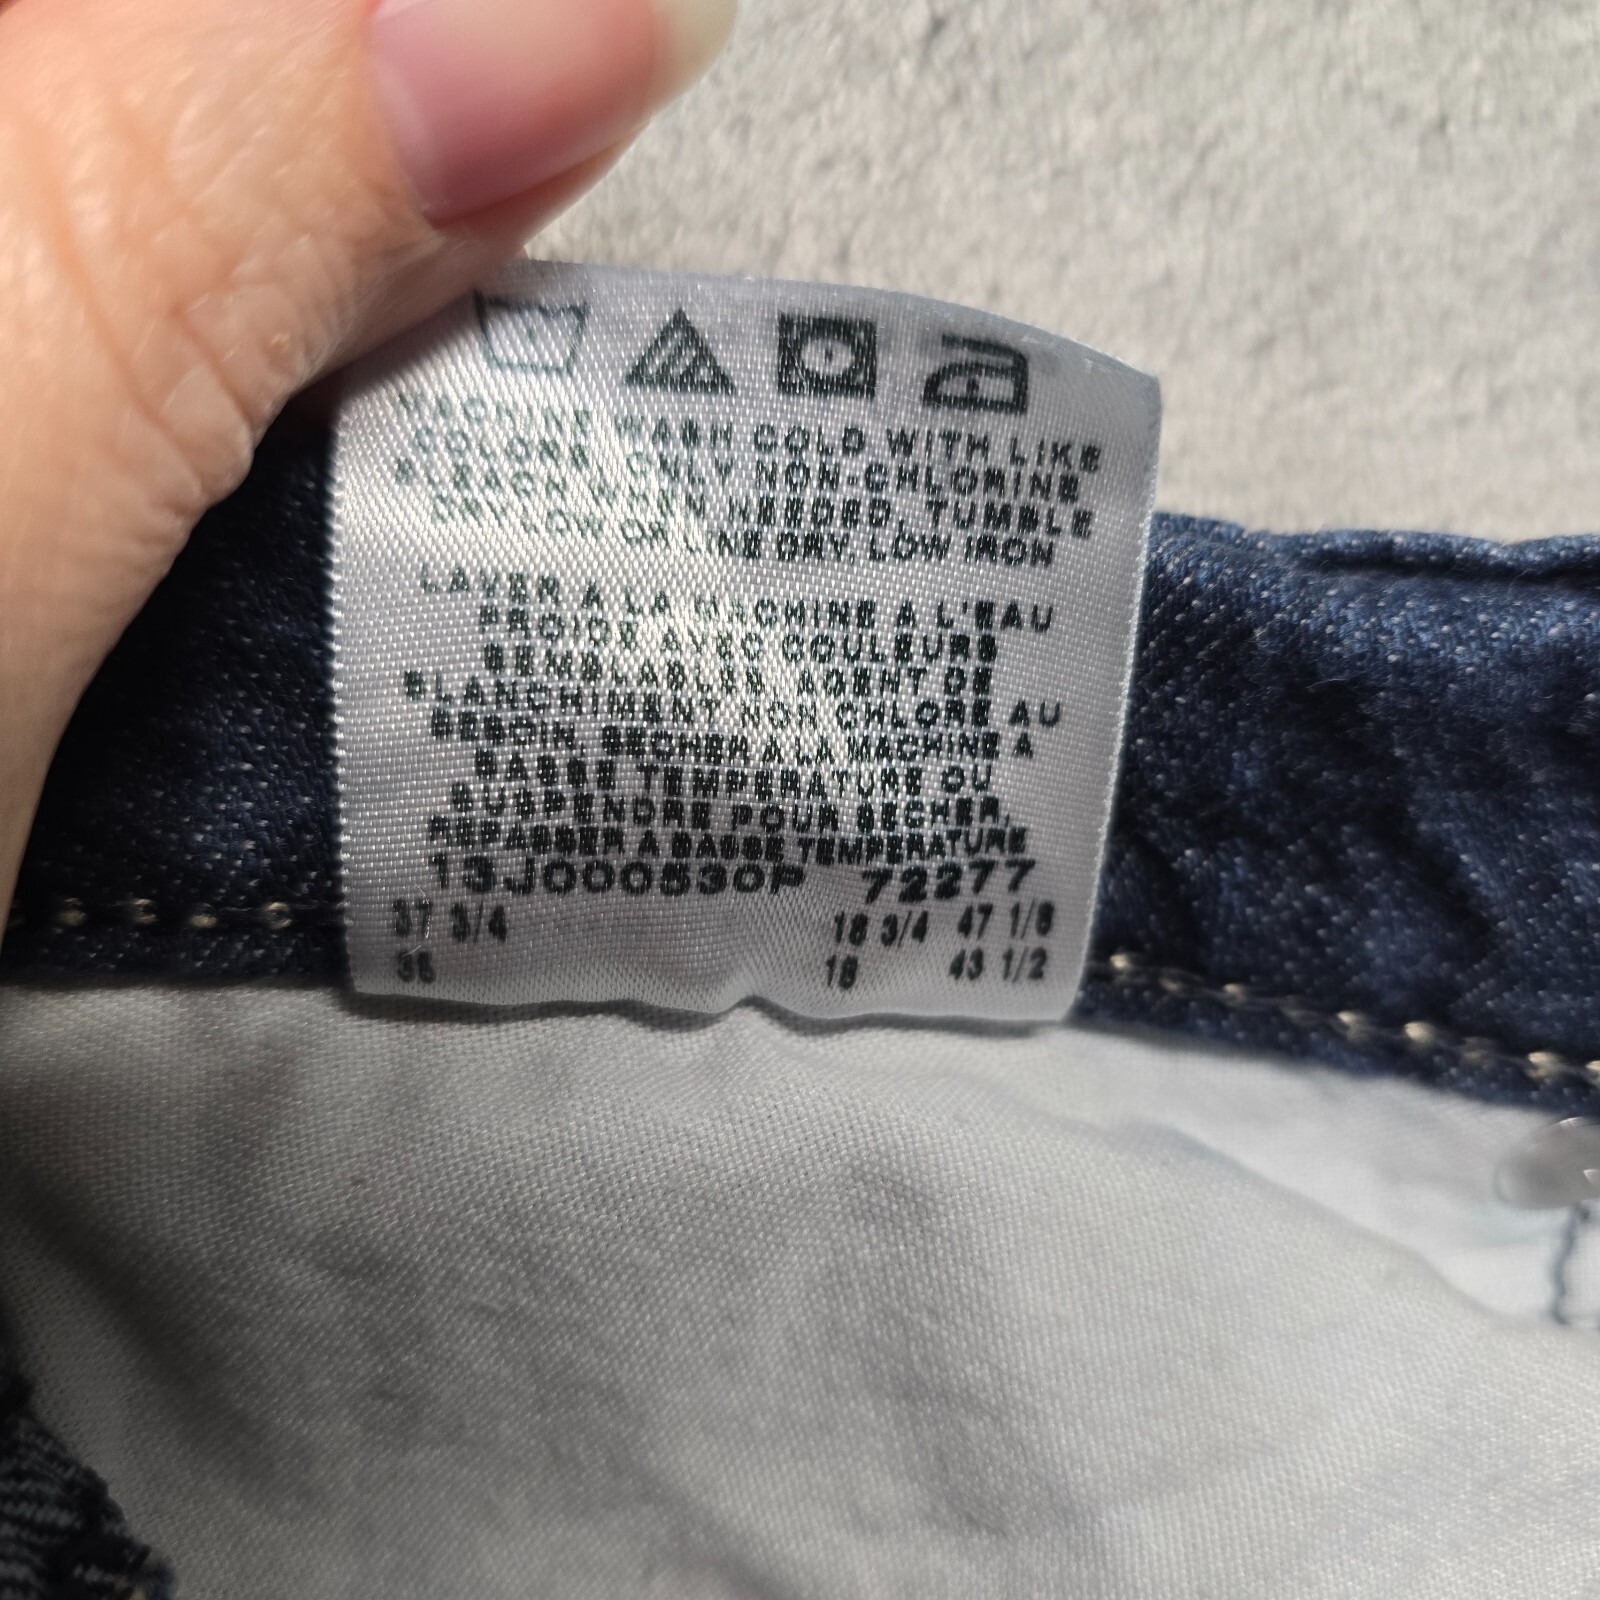 MACHINE WASH COLD WITH LIKE
COLORS, ONLY NON-CHLORINE
BLEACH WHEN NEEDED, TUMBLE
DRY LOW OR LINE DRY, LOW IRON
LAVER A LA MACHINE A L'EAU
FROIDE AVEC COULEURS
SEMBLABLES, AGENT DE
BLANCHIMENT NON CHLORE AU
BESOIN, SECHER A LA MACHINE A
BASSE TEMPERATURE OU
SUSPENDRE POUR SECHER,
REPASSER A BASSE TEMPERATURE
13J000530P 72277
37 3/4 18 3/4 47 1/8
18 43 1/2